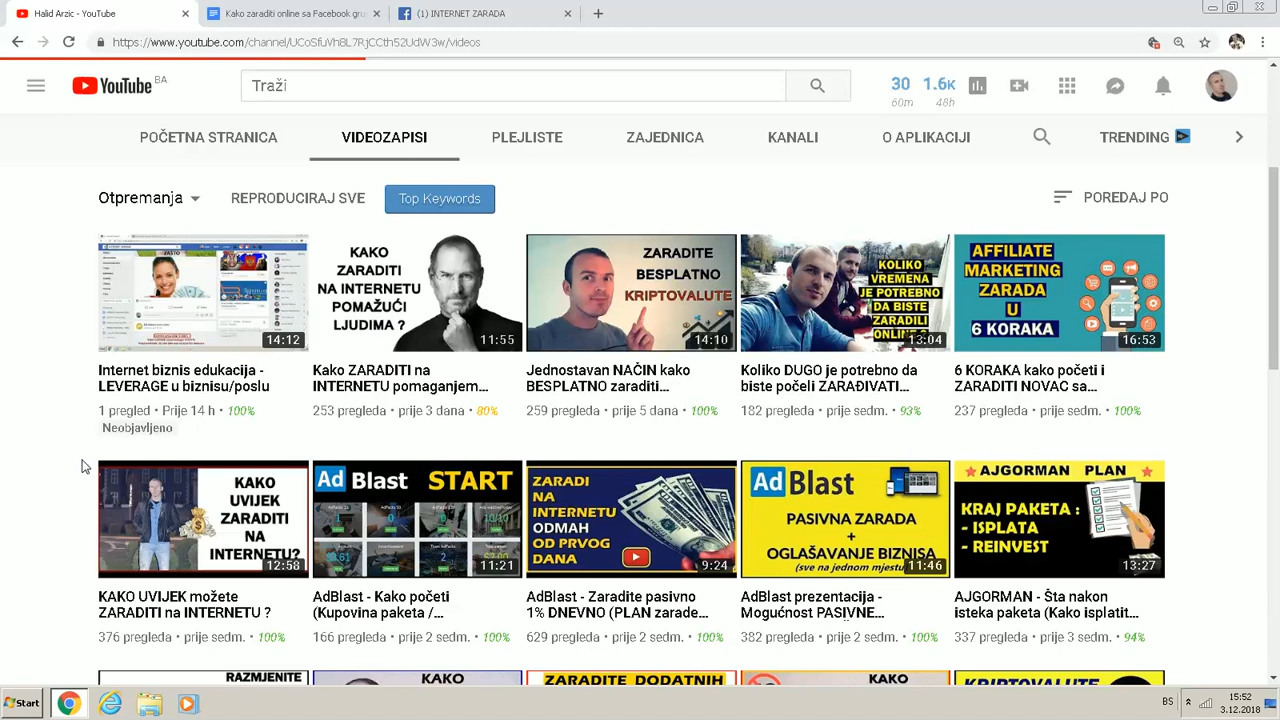 Halid Arzic - YouTube
Kako zaraditi online sa Facebook gru
(1) INTERNET ZARADA
https://www.youtube.com/channel/UCoSfuVh8L7RjCCth52UdW3w/videos
YouTube BA
Traži
30 60m
1.6K 48h
POČETNA STRANICA
VIDEOZAPISI
PLEJLISTE
ZAJEDNICA
KANALI
O APLIKACIJI
TRENDING
Otpremanja
REPRODUCIRAJ SVE
Top Keywords
POREDAJ PO
14:12
KAKO
ZARADITI
NA INTERNETU
POMAŽUĆI
LJUDIMA ?
11:55
ZARADITE
BESPLATNO
KRIPTOVALUTE
14:10
KOLIKO
VREMENA
JE POTREBNO
DA BISTE
ZARADILI
ONLINE
13:04
AFFILIATE
MARKETING
ZARADA
U
6 KORAKA
16:53
Internet biznis edukacija -
LEVERAGE u biznisu/poslu
1 pregled • Prije 14 h • 100%
Neobjavljeno
Kako ZARADITI na
INTERNETU pomaganjem...
253 pregleda • prije 3 dana • 80%
Jednostavan NAČIN kako
BESPLATNO zaraditi...
259 pregleda • prije 5 dana • 100%
Koliko DUGO je potrebno da
biste počeli ZARAĐIVATI...
182 pregleda • prije sedm. • 93%
6 KORAKA kako početi i
ZARADITI NOVAC sa...
237 pregleda • prije sedm. • 100%
KAKO
UVIJEK
ZARADITI
NA
INTERNETU?
12:58
Ad Blast START
11:21
ZARADI
NA
INTERNETU
ODMAH
OD PRVOG
DANA
9:24
Ad Blast
PASIVNA ZARADA
+
OGLAŠAVANJE BIZNISA
(sve na jednom mjestu)
11:46
AJGORMAN PLAN
KRAJ PAKETA :
- ISPLATA
- REINVEST
13:27
KAKO UVIJEK možete
ZARADITI na INTERNETU ?
376 pregleda • prije sedm. • 100%
AdBlast - Kako početi
(Kupovina paketa /...
166 pregleda • prije 2 sedm. • 100%
AdBlast - Zaradite pasivno
1% DNEVNO (PLAN zarade...
629 pregleda • prije 2 sedm. • 100%
AdBlast prezentacija -
Mogućnost PASIVNE...
382 pregleda • prije 2 sedm. • 100%
AJGORMAN - Šta nakon
isteka paketa (Kako isplatit...
337 pregleda • prije 3 sedm. • 94%
RAZMJENITE
KAKO
ZARADITE DODATNIH
KAKO
KRIPTOVALUTE
Start
BS
15:52
3.12.2018